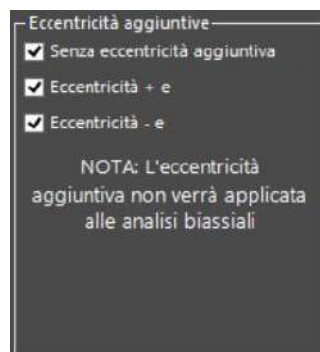 Eccentricità aggiuntive
Senza eccentricità aggiuntiva
Eccentricità + e
Eccentricità - e
NOTA: L'eccentricità
aggiuntiva non verrà applicata
alle analisi biassiali